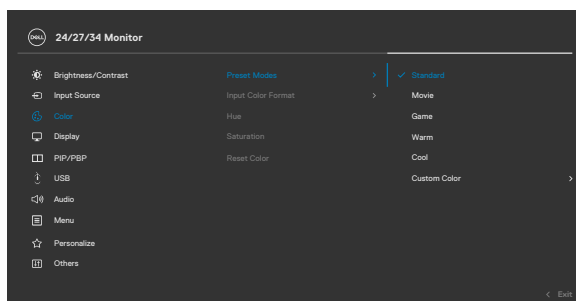 DELL 24/27/34 Monitor
Brightness/Contrast Preset Modes > ✓ Standard
Input Source Input Color Format > Movie
Color Hue Game
Display Saturation Warm
PIP/PBP Reset Color Cool
USB Custom Color >
Audio
Menu
Personalize
Others
< Exit